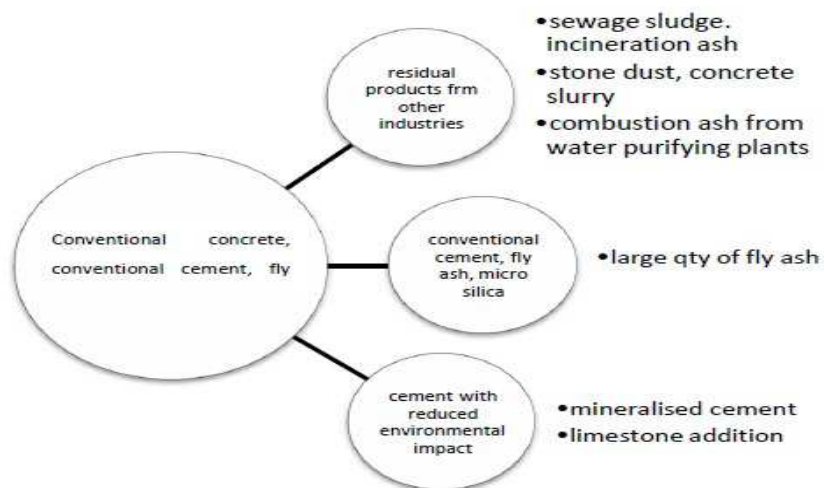 Conventional concrete,
conventional cement, fly
residual
products frm
other
industries
•sewage sludge.
incineration ash
•stone dust, concrete
slurry
•combustion ash from
water purifying plants
conventional
cement, fly
ash, micro
silica
•large qty of fly ash
cement with
reduced
environmental
impact
•mineralised cement
•limestone addition